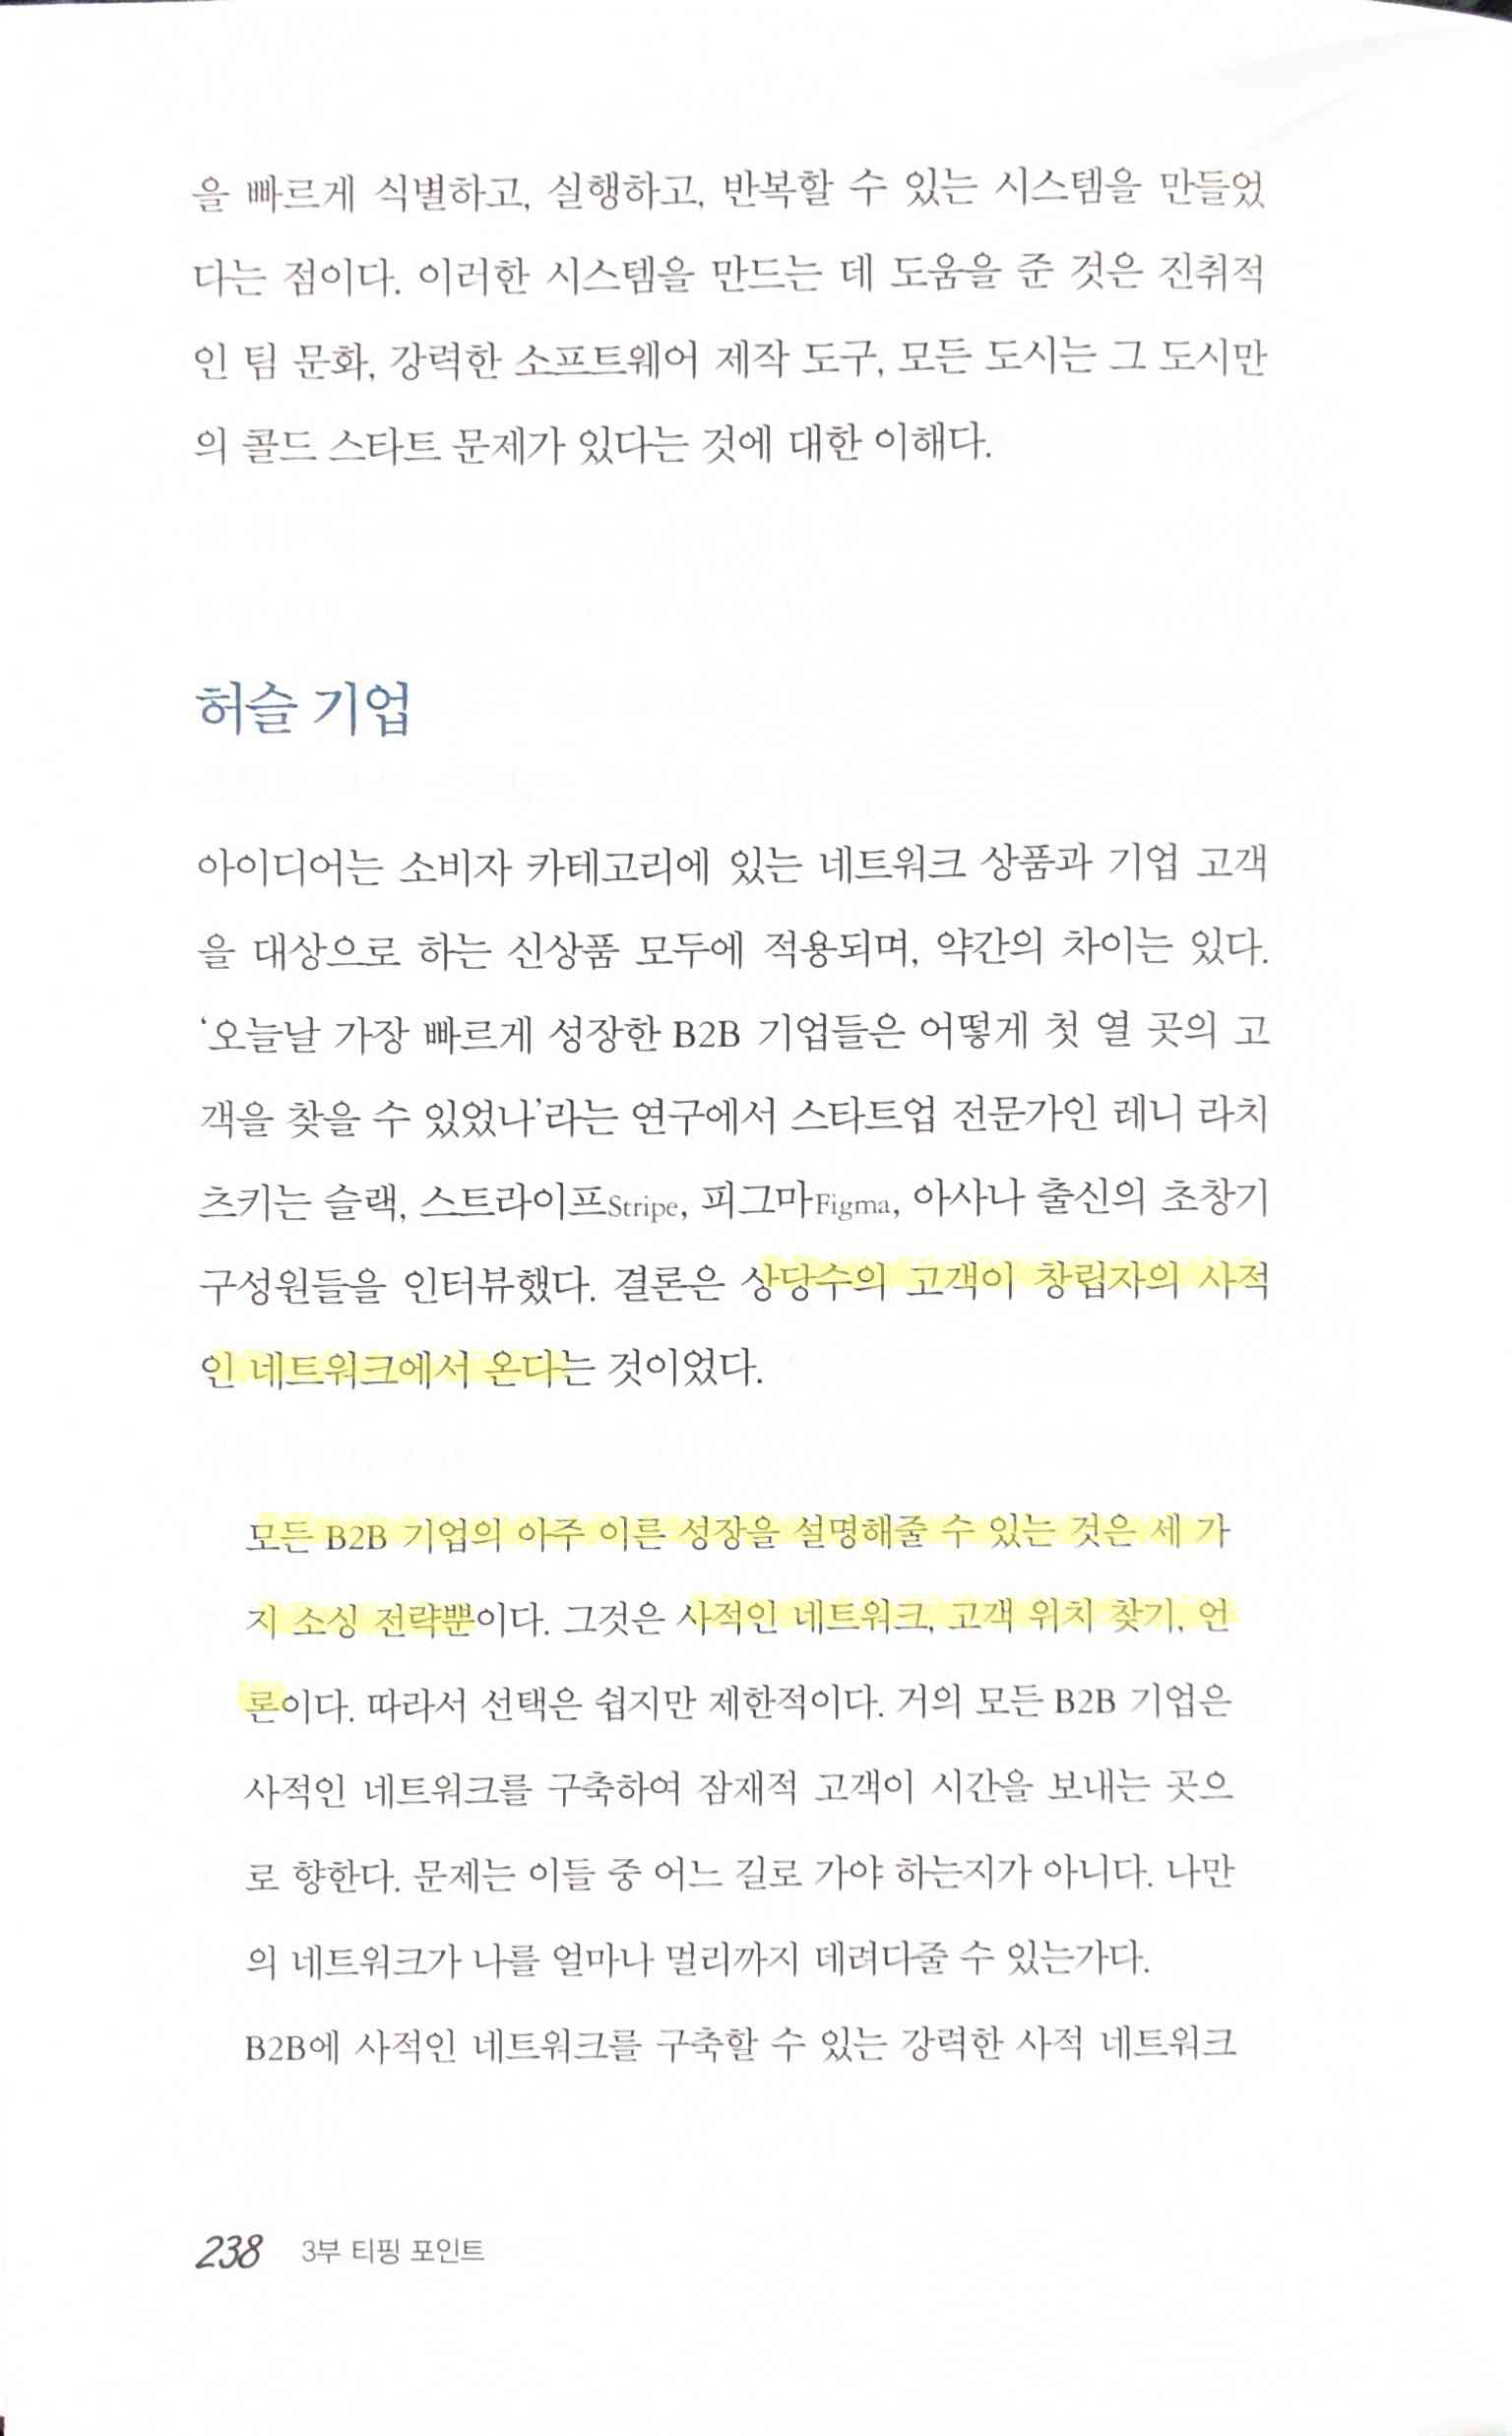 을 빠르게 식별하고, 실행하고, 반복할 수 있는 시스템을 만들었
다는 점이다. 이러한 시스템을 만드는 데 도움을 준 것은 진취적
인 팀 문화, 강력한 소프트웨어 제작 도구, 모든 도시는 그 도시만
의 콜드 스타트 문제가 있다는 것에 대한 이해다.
허슬 기업
아이디어는 소비자 카테고리에 있는 네트워크 상품과 기업 고객
을 대상으로 하는 신상품 모두에 적용되며, 약간의 차이는 있다.
‘오늘날 가장 빠르게 성장한 B2B 기업들은 어떻게 첫 열 곳의 고
객을 찾을 수 있었나’라는 연구에서 스타트업 전문가인 레니 라치
츠키는 슬랙, 스트라이프Stripe, 피그마Figma, 아사나 출신의 초창기
구성원들을 인터뷰했다. 결론은 상당수의 고객이 창립자의 사적
인 네트워크에서 온다는 것이었다.
모든 B2B 기업의 아주 이른 성장을 설명해줄 수 있는 것은 세 가
지 소싱 전략뿐이다. 그것은 사적인 네트워크, 고객 위치 찾기, 언
론이다. 따라서 선택은 쉽지만 제한적이다. 거의 모든 B2B 기업은
사적인 네트워크를 구축하여 잠재적 고객이 시간을 보내는 곳으
로 향한다. 문제는 이들 중 어느 길로 가야 하는지가 아니다. 나만
의 네트워크가 나를 얼마나 멀리까지 데려다줄 수 있는가다.
B2B에 사적인 네트워크를 구축할 수 있는 강력한 사적 네트워크
238 3부 티핑 포인트